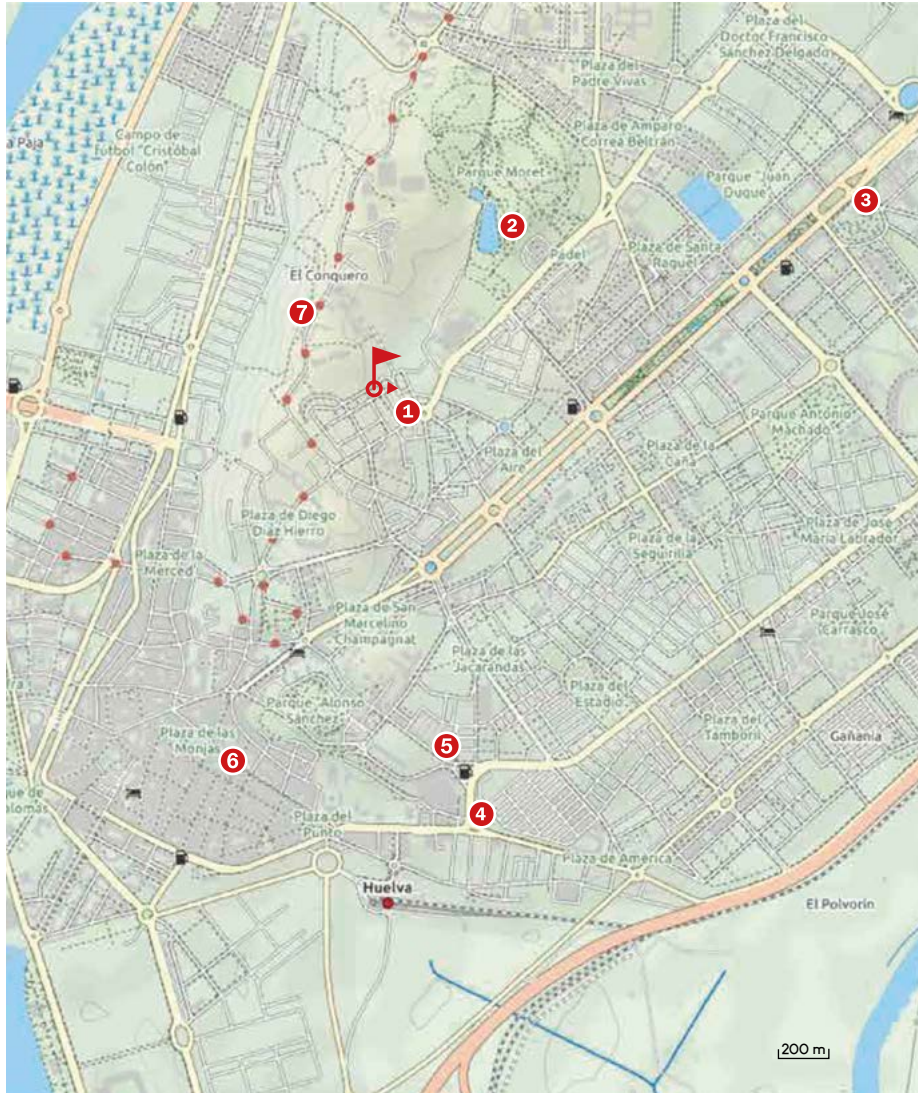 Plaza del
Doctor Francisco
Sánchez Delgado
Plaza del
Padre Vivas
a Paja
Campo de
fútbol "Cristóbal
Colón"
Plaza de Amparo
Correa Beltrán
Parque Moret
Parque "Juan
Duque"
3
2
Plaza de Santa
Raquel
Padel
El Conquero
7
1
Parque Antonio
Machado
Plaza del
Aire
Plaza de la
Caña
Plaza de Diego
Díaz Hierro
Plaza de José
María Labrador
Plaza de la
Merced
Plaza de la
Seguirilla
Plaza de San
Marcelino
Champagnat
Parque José
Carrasco
Plaza de las
Jacarandas
Plaza del
Estadio
Parque "Alonso
Sánchez"
Plaza de las
Monjas
Plaza del
Tamboril
Gañania
5
6
que de
alomas
4
Plaza del
Punto
Plaza de América
Huelva
El Polvorín
200 m